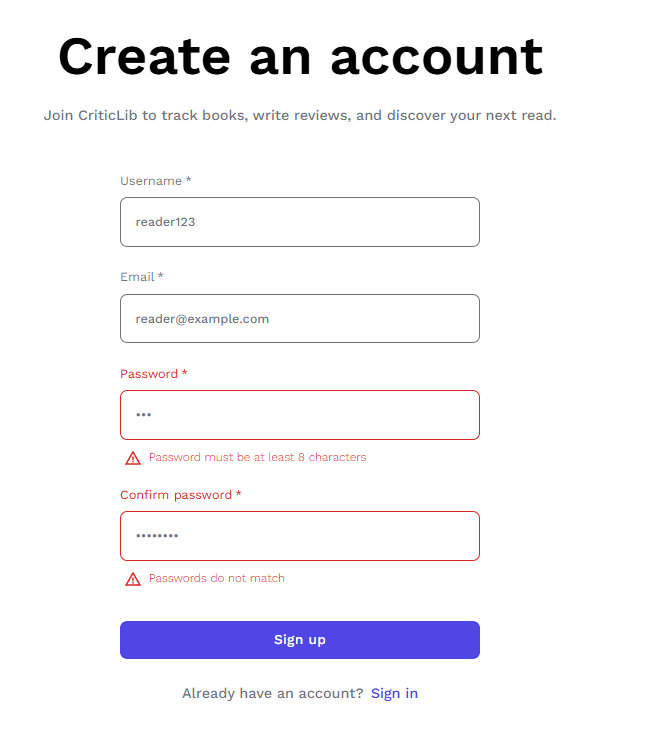 Create an account
Join CriticLib to track books, write reviews, and discover your next read.
Username *
reader123
Email *
reader@example.com
Password *
•••
Password must be at least 8 characters
Confirm password *
••••••••
Passwords do not match
Sign up
Already have an account? Sign in